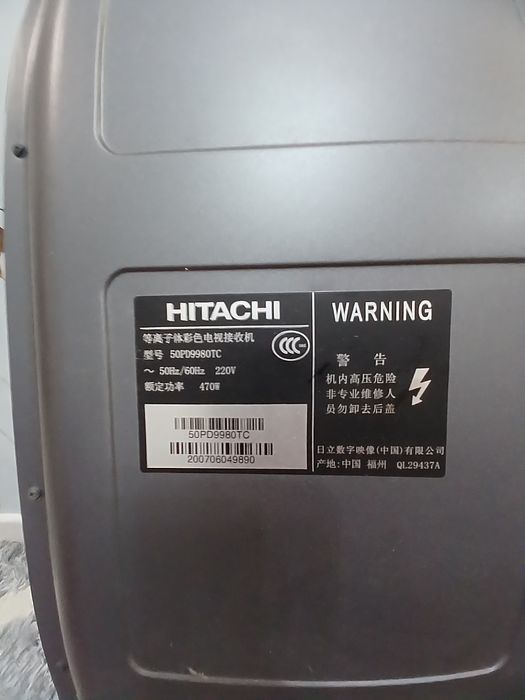 HITACHI
等离子体彩色电视接收机
型号 50PD9980TC
～ 50Hz/60Hz 220V
额定功率 470W
50PD9980TC
200706049890
WARNING
警 告
机内高压危险
非专业维修人
员勿卸去后盖
日立数字映像(中国)有限公司
产地:中国 福州 QL29437A